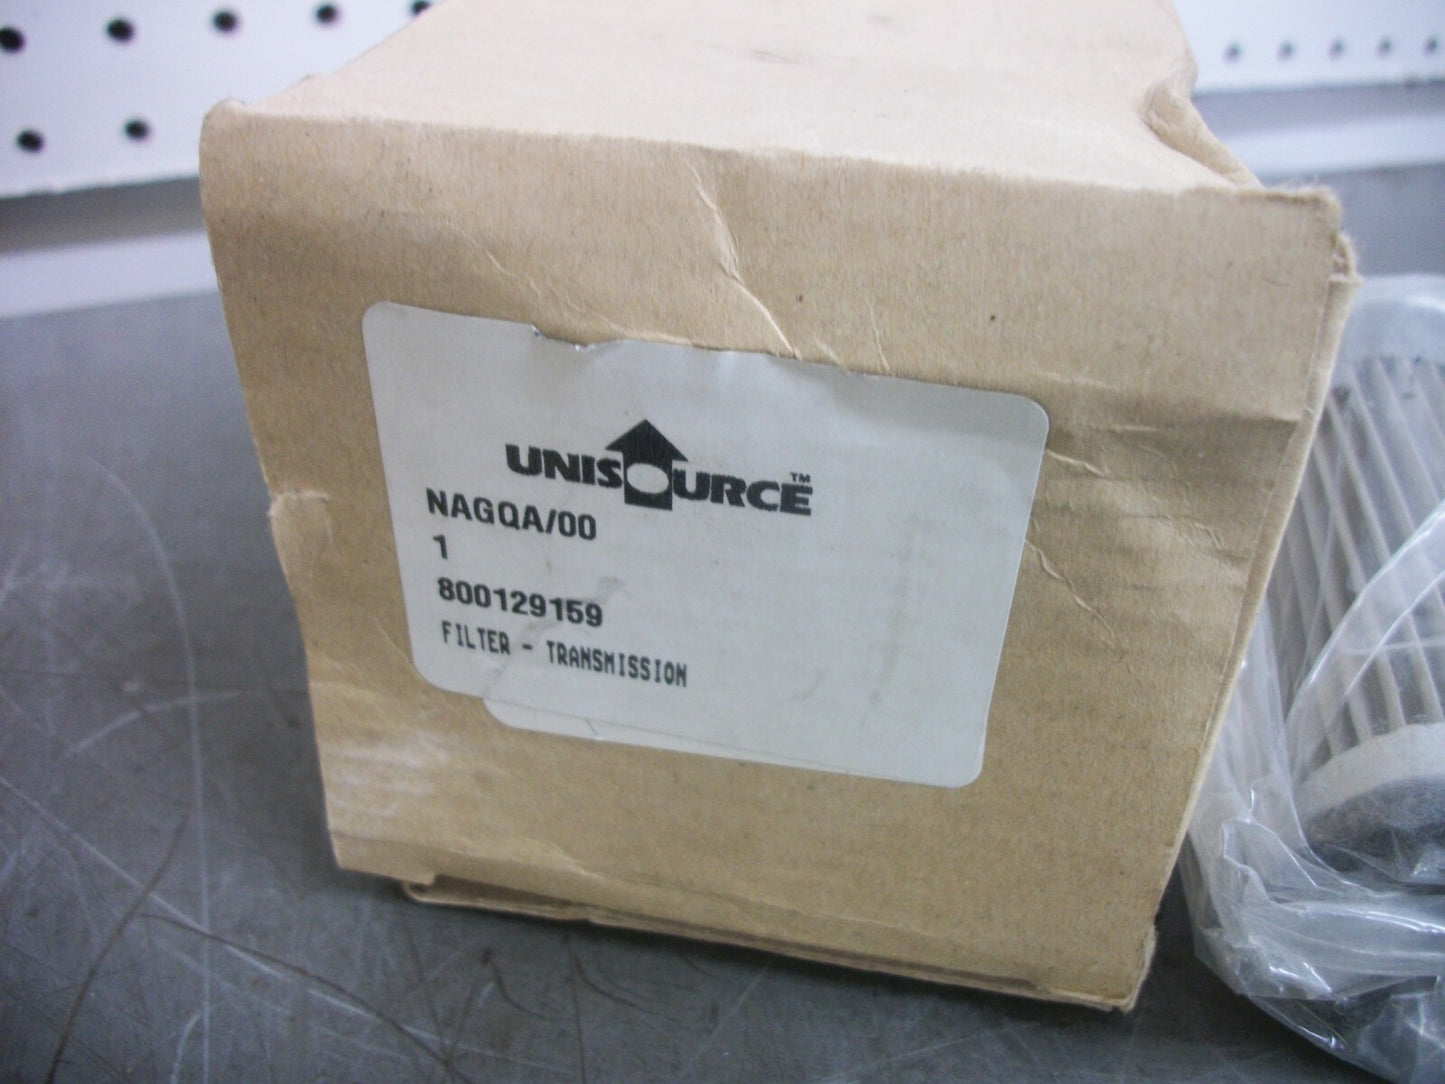 UNISOURCE™
NAGQA/00
1
800129159
FILTER - TRANSMISSION